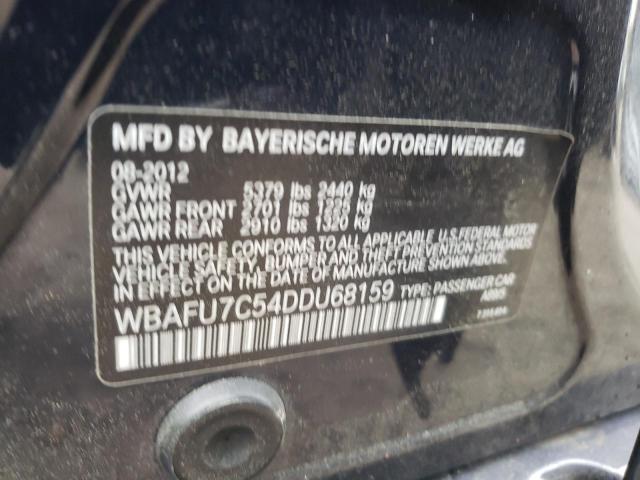 MFD BY BAYERISCHE MOTOREN WERKE AG
08-2012
GVWR 5379 lbs 2440 kg
GAWR FRONT 2701 lbs 1225 kg
GAWR REAR 2910 lbs 1320 kg
THIS VEHICLE CONFORMS TO ALL APPLICABLE U.S. FEDERAL MOTOR
VEHICLE SAFETY, BUMPER AND THEFT PREVENTION STANDARDS
IN EFFECT ON THE DATE OF MANUFACTURE SHOWN ABOVE.
WBAFU7C54DDU68159 TYPE: PASSENGER CAR